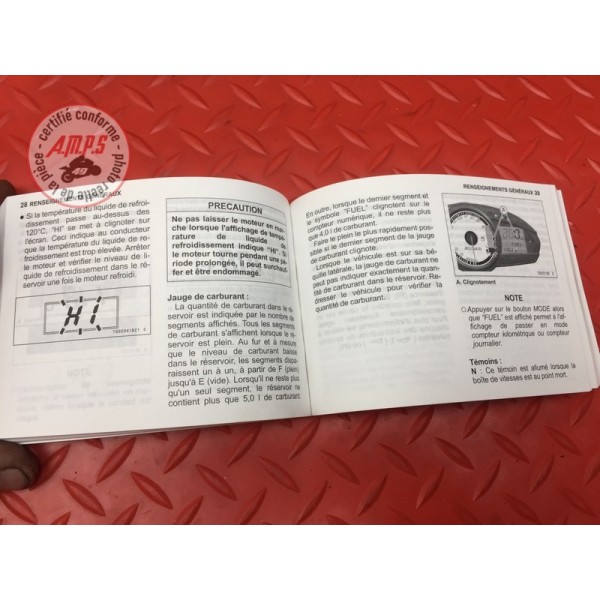 certifié conforme
A.M.P.S
49
photo réelle de la pièce
28 RENSEIGNEMENTS GÉNÉRAUX
● Si la température du liquide de refroi-
dissement passe au-dessus des
120°C, "HI" se met à clignoter sur
l'écran. Ceci indique au conducteur
que la température du liquide de re-
froidissement est trop élevée. Arrêter
le moteur et vérifier le niveau de li-
quide de refroidissement dans le ré-
servoir une fois le moteur refroidi.
HI
PRECAUTION
Ne pas laisser le moteur en mar-
che lorsque l'affichage de tempé-
rature de liquide de
refroidissement indique "HI". Si
le moteur tourne pendant une pé-
riode prolongée, il peut surchauf-
fer et être endommagé.
Jauge de carburant :
La quantité de carburant dans le ré-
servoir est indiquée par le nombre de
segments affichés. Tous les segments
de carburant s'affichent lorsque le ré-
servoir est plein. Au fur et à mesure
que le niveau de carburant baisse
dans le réservoir, les segments dispa-
raissent un à un, à partir de F (plein)
jusqu'à E (vide). Lorsqu'il ne reste plus
qu'un seul segment, le réservoir ne
contient plus que 5,0 l de carburant.
En outre, lorsque le dernier segment et
le symbole "FUEL" clignotent sur le
compteur numérique, il ne reste plus
que 4,0 l de carburant.
Faire le plein le plus rapidement pos-
sible si le dernier segment de la jauge
de carburant clignote.
Lorsque le véhicule est sur sa bé-
quille latérale, la jauge de carburant ne
peut pas indiquer exactement la quan-
tité de carburant dans le réservoir. Re-
dresser le véhicule pour vérifier la
quantité de carburant.
RENSEIGNEMENTS GÉNÉRAUX
A. Clignotement
NOTE
○ Appuyer sur le bouton MODE alors
que "FUEL" est affiché permet à l'af-
fichage de passer en mode
compteur kilométrique ou compteur
journalier.
Témoins :
N : Ce témoin est allumé lorsque la
boîte de vitesses est au point mort.